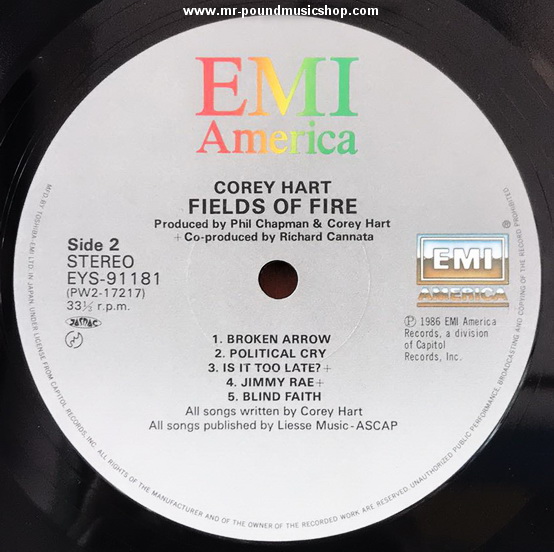 www.mr-poundmusicshop.com
EMI
America
COREY HART
FIELDS OF FIRE
Produced by Phil Chapman & Corey Hart
+ Co-produced by Richard Cannata
Side 2
STEREO
EYS-91181
(PW2-17217)
33⅓ r.p.m.
JASRAC
®
EMI
AMERICA
Ⓟ 1986 EMI America
Records, a division
of Capitol
Records, Inc.
1. BROKEN ARROW
2. POLITICAL CRY
3. IS IT TOO LATE?+
4. JIMMY RAE+
5. BLIND FAITH
All songs written by Corey Hart
All songs published by Liesse Music-ASCAP
MFD BY TOSHIBA-EMI LTD IN JAPAN UNDER LICENSE FROM CAPITOL RECORDS, INC. ALL RIGHTS OF THE MANUFACTURER AND OF THE OWNER OF THE RECORDED WORK ARE RESERVED. UNAUTHORIZED PUBLIC PERFORMANCE, BROADCASTING AND COPYING OF THE RECORD PROHIBITED.